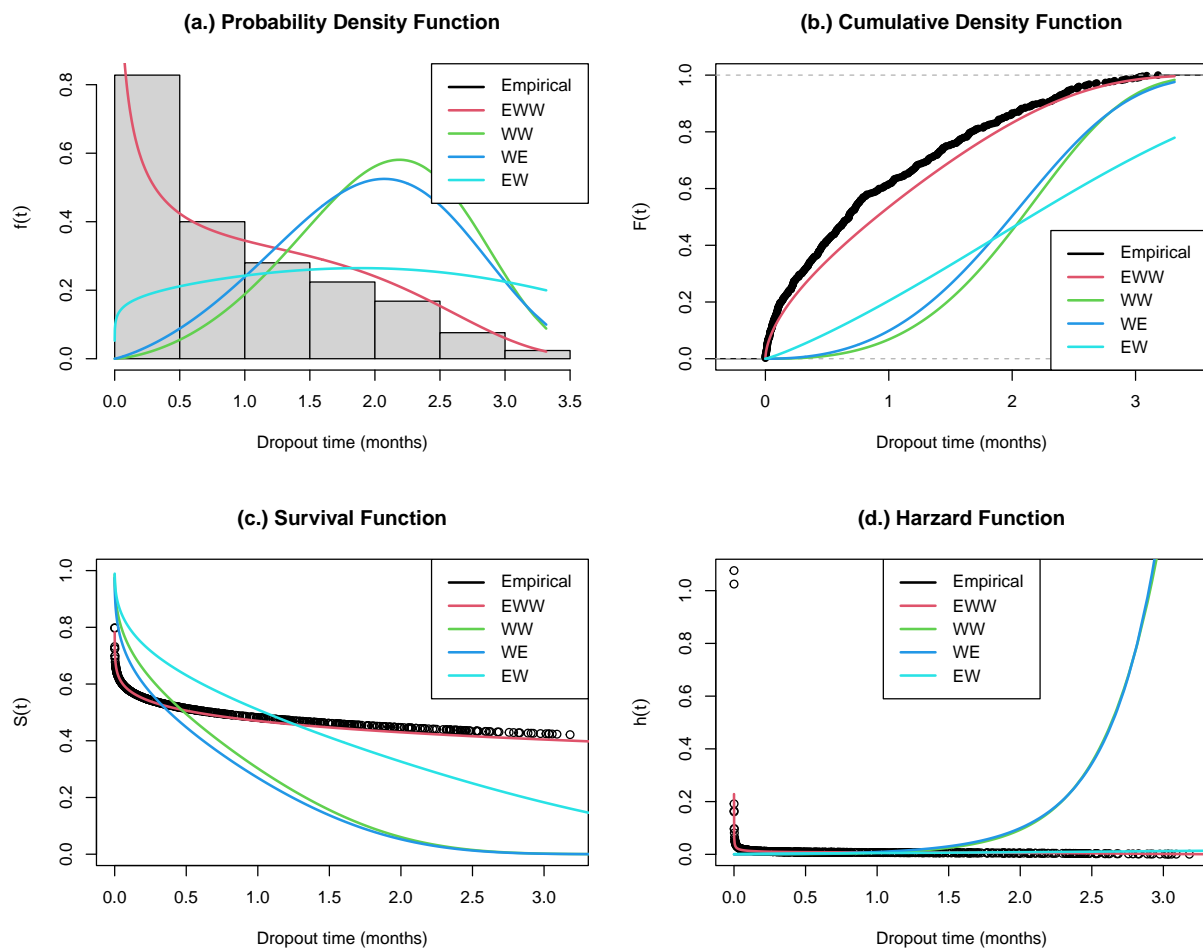 (a.) Probability Density Function
f(t)
0.0 0.2 0.4 0.6 0.8
0.0 0.5 1.0 1.5 2.0 2.5 3.0 3.5
Dropout time (months)
Empirical
EWW
WW
WE
EW
(b.) Cumulative Density Function
F(t)
0.0 0.2 0.4 0.6 0.8 1.0
0 1 2 3
Dropout time (months)
Empirical
EWW
WW
WE
EW
(c.) Survival Function
S(t)
0.0 0.2 0.4 0.6 0.8 1.0
0.0 0.5 1.0 1.5 2.0 2.5 3.0
Dropout time (months)
Empirical
EWW
WW
WE
EW
(d.) Harzard Function
h(t)
0.0 0.2 0.4 0.6 0.8 1.0
0.0 0.5 1.0 1.5 2.0 2.5 3.0
Dropout time (months)
Empirical
EWW
WW
WE
EW